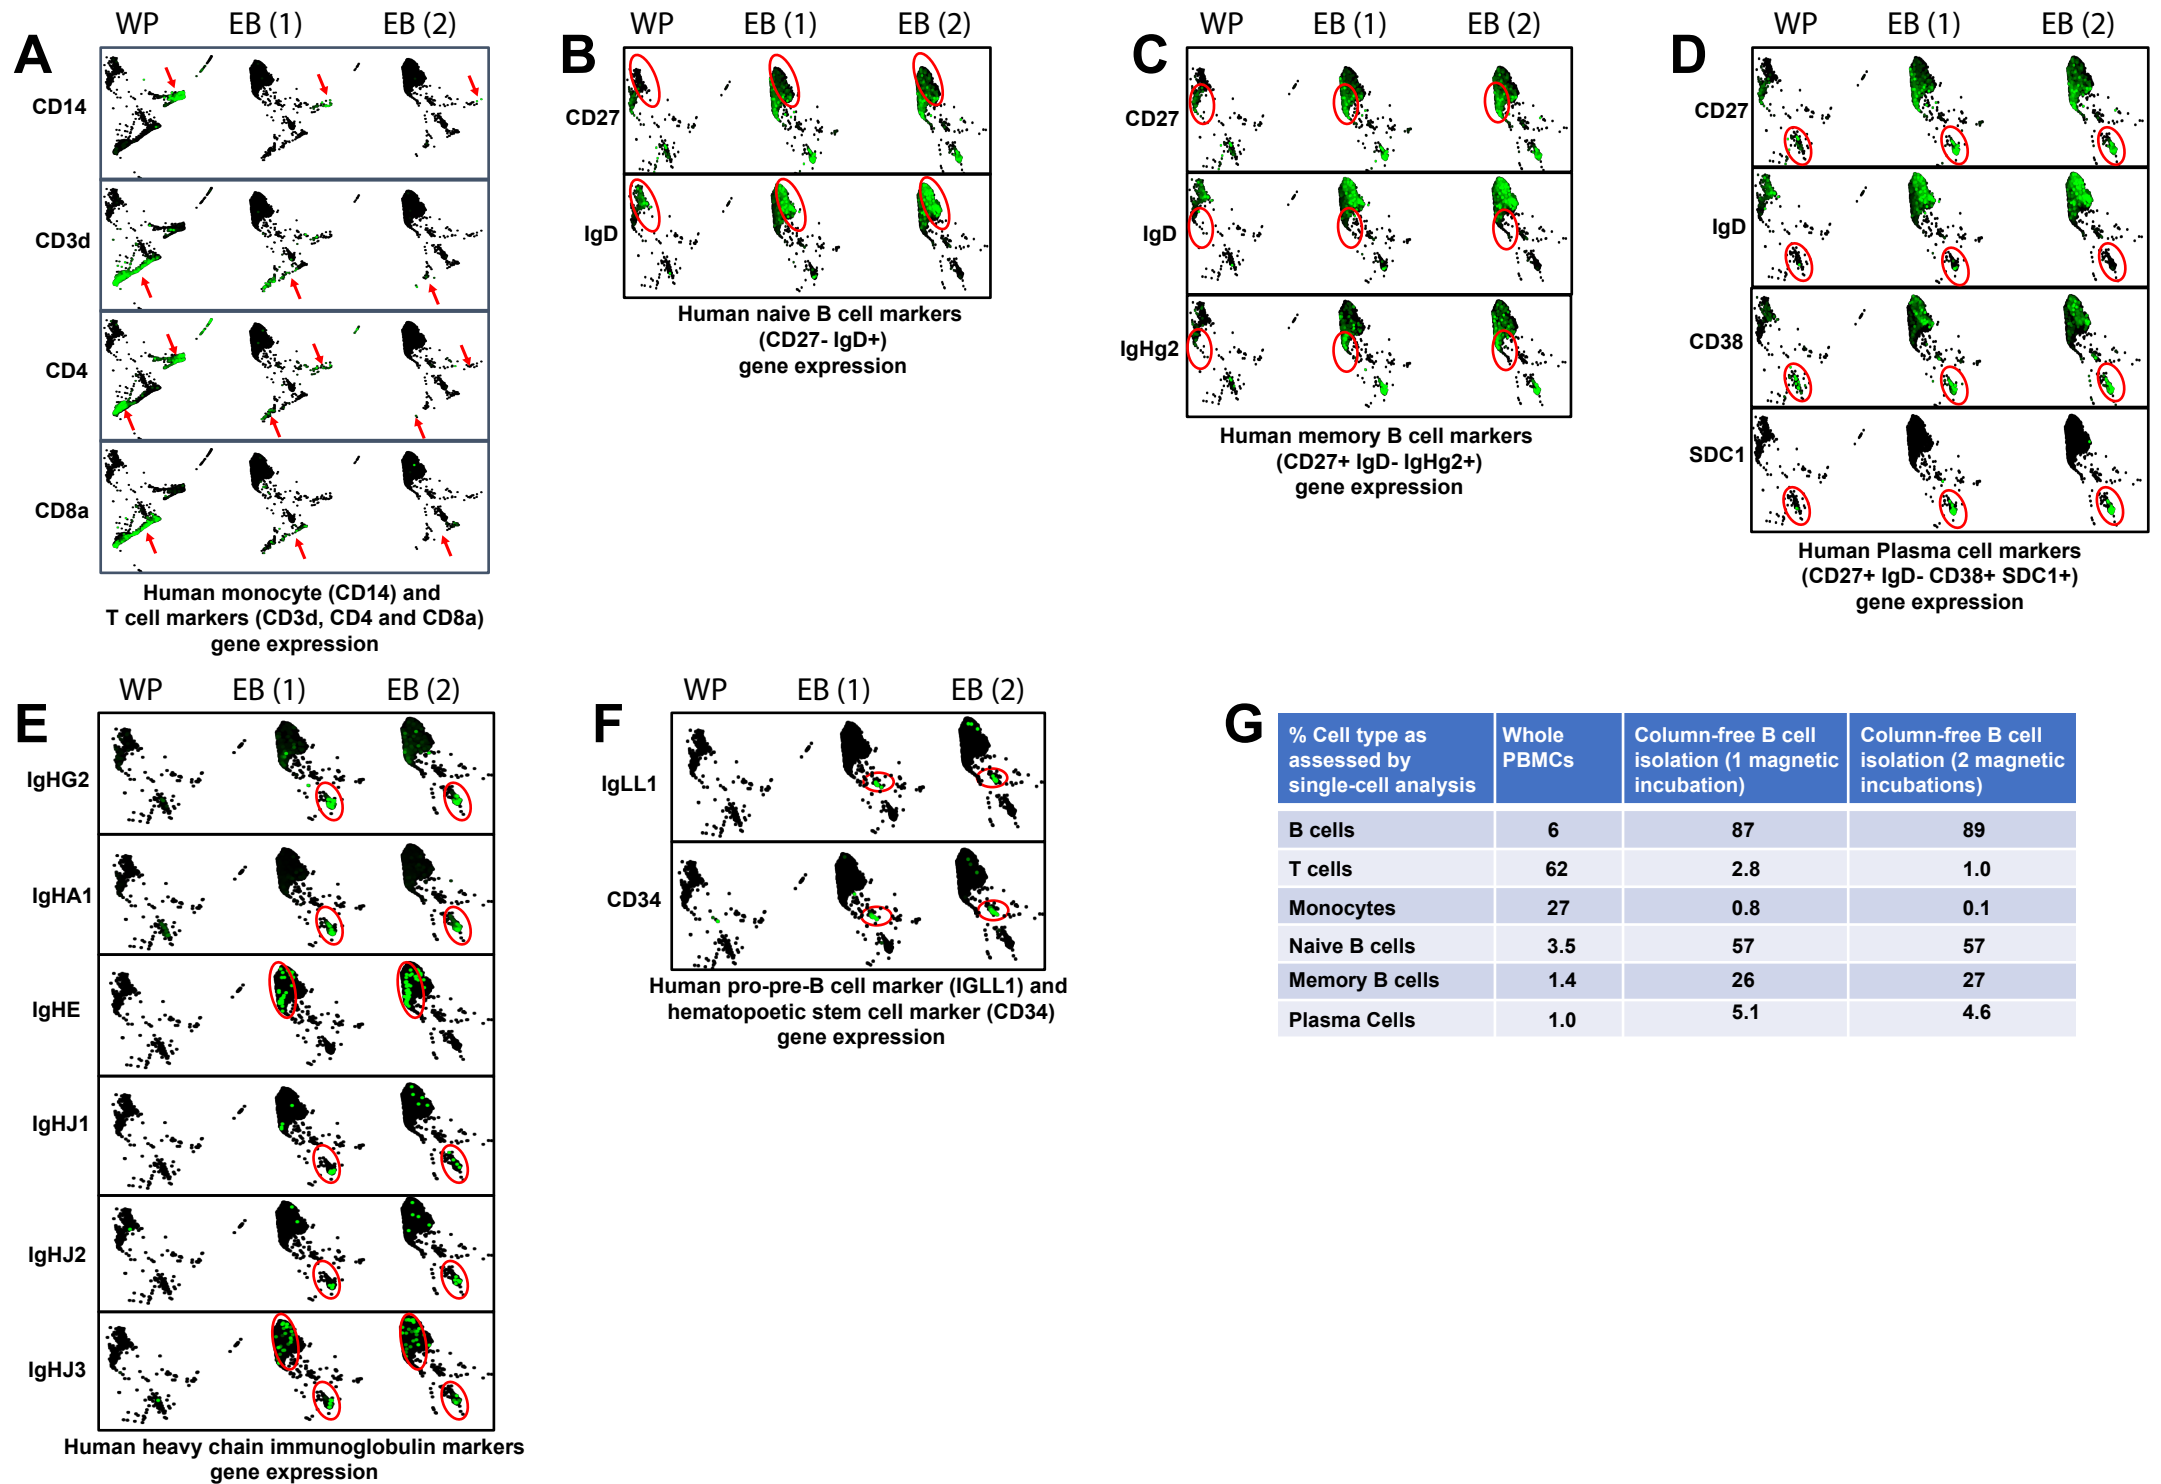 A
WP EB (1) EB (2)
CD14
CD3d
CD4
CD8a
Human monocyte (CD14) and
T cell markers (CD3d, CD4 and CD8a)
gene expression
B
WP EB (1) EB (2)
CD27
IgD
Human naive B cell markers
(CD27- IgD+)
gene expression
C
WP EB (1) EB (2)
CD27
IgD
IgHg2
Human memory B cell markers
(CD27+ IgD- IgHg2+)
gene expression
D
WP EB (1) EB (2)
CD27
IgD
CD38
SDC1
Human Plasma cell markers
(CD27+ IgD- CD38+ SDC1+)
gene expression
E
WP EB (1) EB (2)
IgHG2
IgHA1
IgHE
IgHJ1
IgHJ2
IgHJ3
Human heavy chain immunoglobulin markers
gene expression
F
WP EB (1) EB (2)
IgLL1
CD34
Human pro-pre-B cell marker (IGLL1) and
hematopoetic stem cell marker (CD34)
gene expression
G
% Cell type as Whole Column-free B cell Column-free B cell
assessed by PBMCs isolation (1 magnetic isolation (2 magnetic
single-cell analysis incubation) incubations)
B cells 6 87 89
T cells 62 2.8 1.0
Monocytes 27 0.8 0.1
Naive B cells 3.5 57 57
Memory B cells 1.4 26 27
Plasma Cells 1.0 5.1 4.6